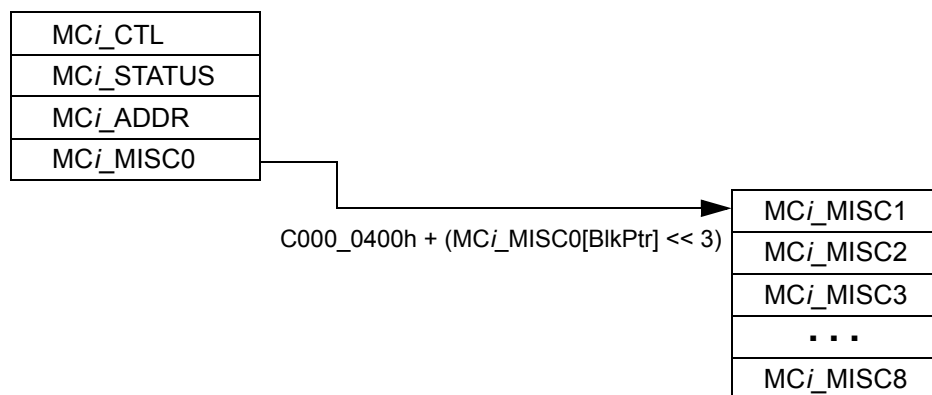 MCi_CTL
MCi_STATUS
MCi_ADDR
MCi_MISC0
C000_0400h + (MCi_MISC0[BlkPtr] << 3)
MCi_MISC1
MCi_MISC2
MCi_MISC3
. . .
MCi_MISC8